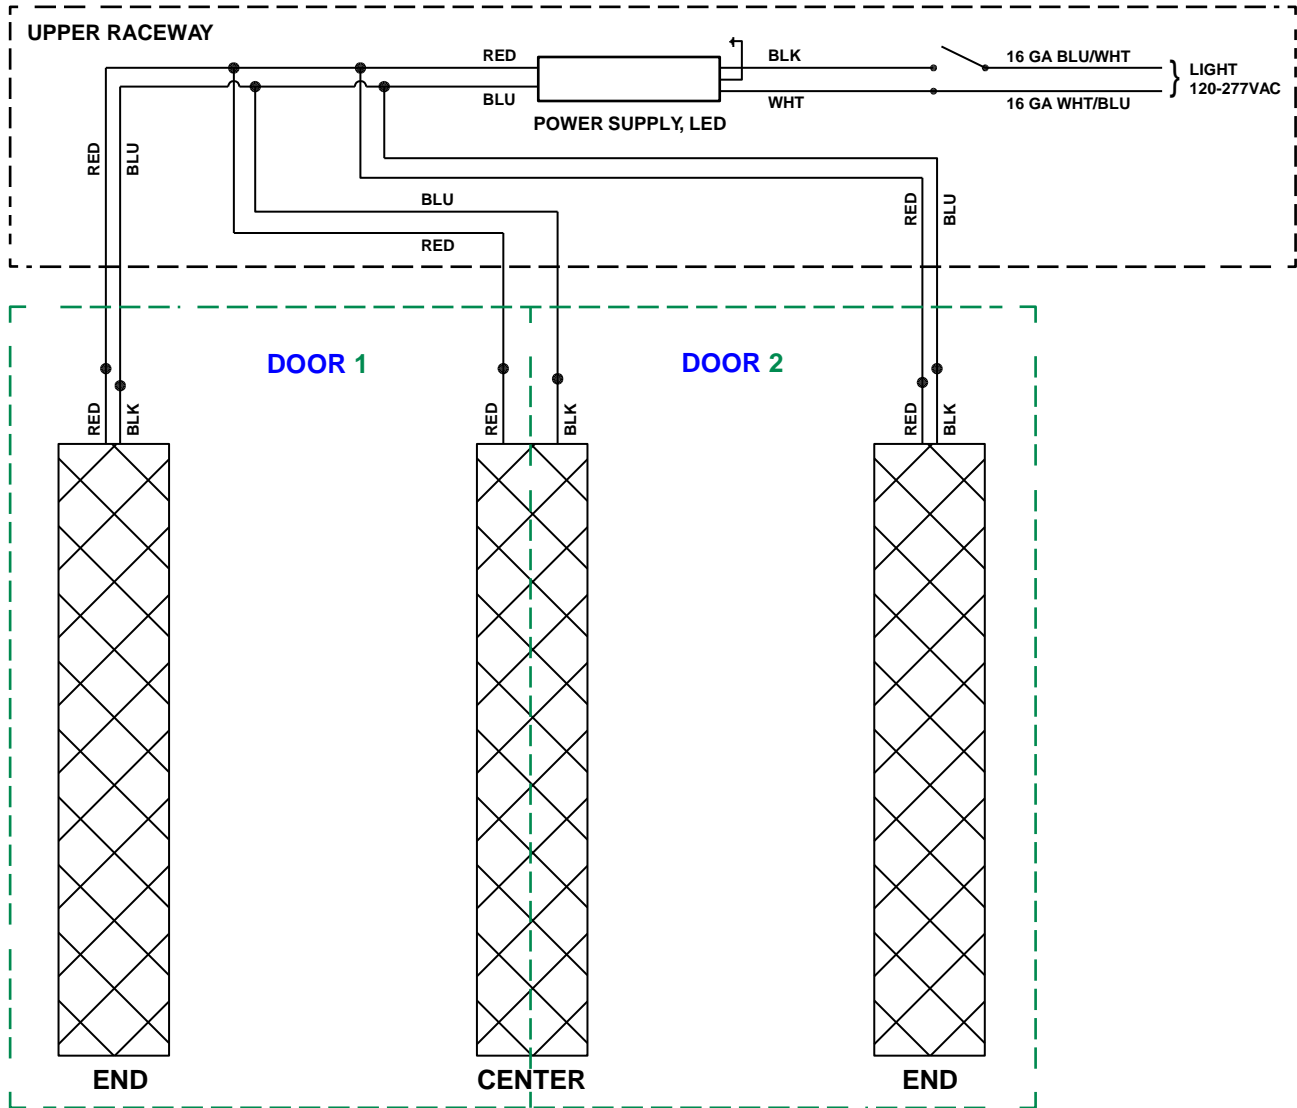 UPPER RACEWAY
RED
BLK
16 GA BLU/WHT
LIGHT
120-277VAC
BLU
WHT
16 GA WHT/BLU
POWER SUPPLY, LED
RED
BLU
BLU
RED
RED
BLU
DOOR 1
DOOR 2
RED
BLK
RED
BLK
RED
BLK
END
CENTER
END